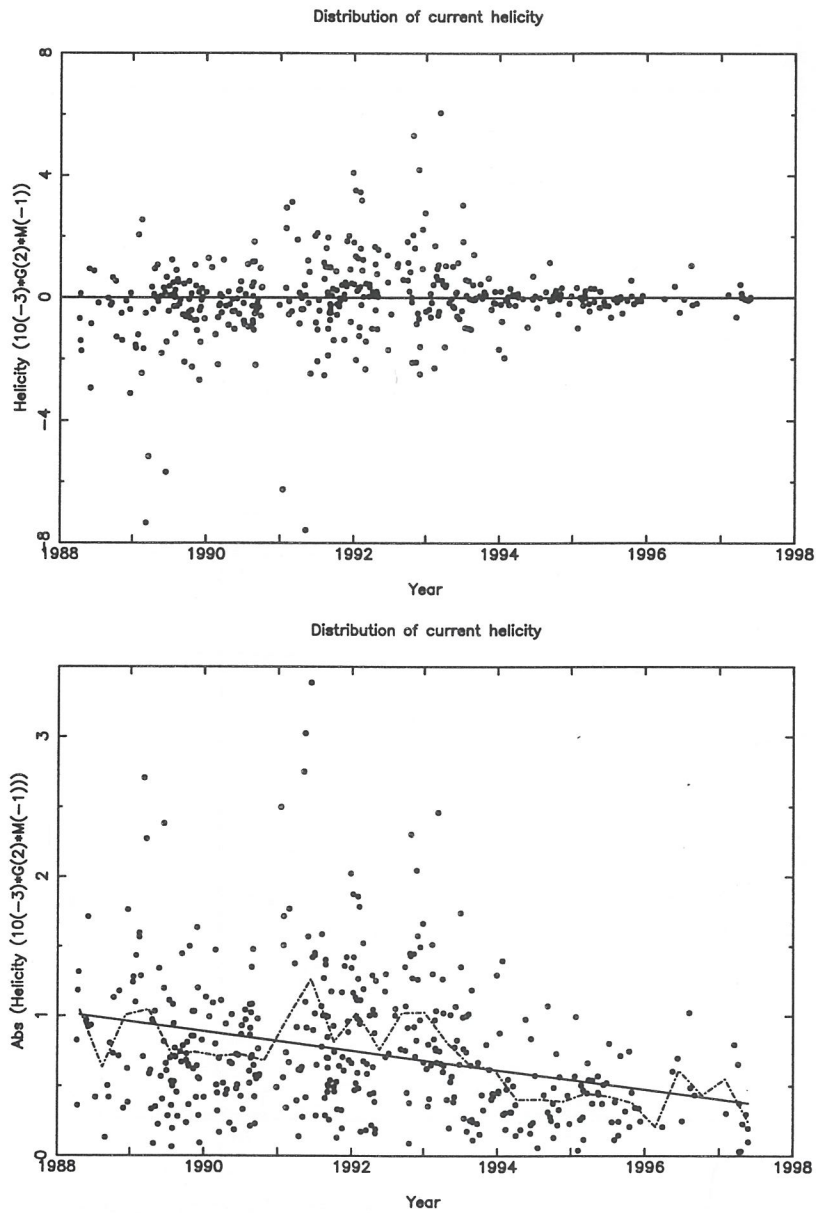 Distribution of current helicity
8
4
0
-4
-8
Helicity (10(-3)*G(2)*M(-1))
1988 1990 1992 1994 1996 1998
Year
Distribution of current helicity
3
2
1
0
Abs (Helicity (10(-3)*G(2)*M(-1)))
1988 1990 1992 1994 1996 1998
Year